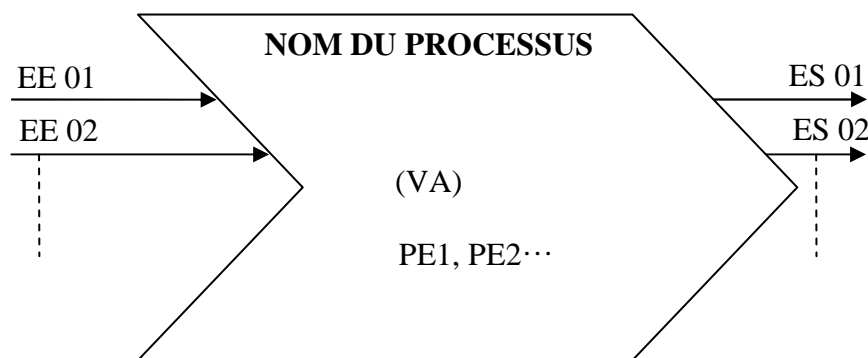 NOM DU PROCESSUS
EE 01
ES 01
EE 02
ES 02
(VA)
PE1, PE2…